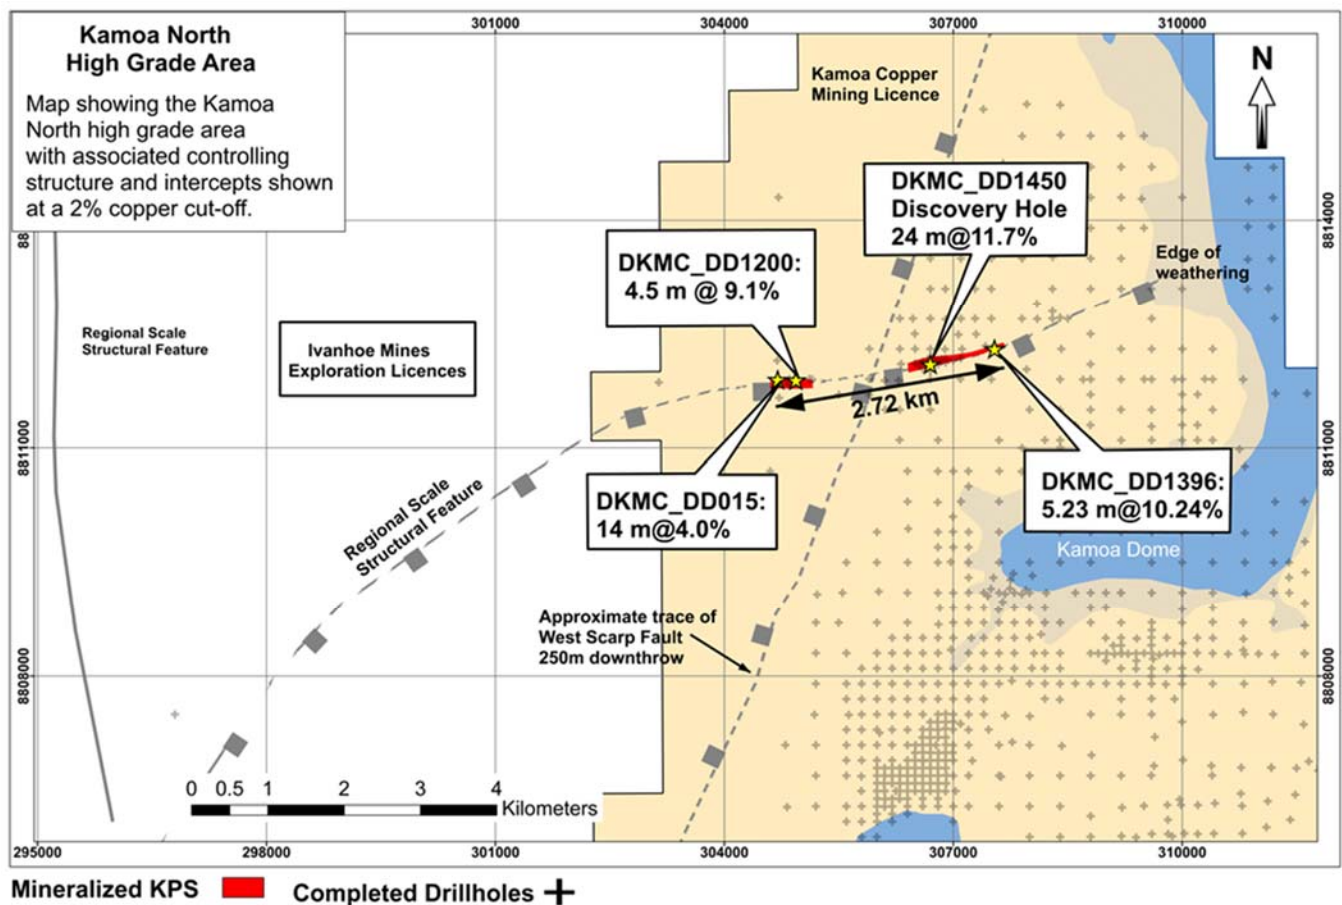 301000
304000
307000
310000
Kamoa North
High Grade Area
Map showing the Kamoa
North high grade area
with associated controlling
structure and intercepts shown
at a 2% copper cut-off.
Kamoa Copper
Mining Licence
N
DKMC_DD1450
Discovery Hole
24 m@11.7%
88
8814000
DKMC_DD1200:
4.5 m @ 9.1%
Edge of
weathering
Regional Scale
Structural Feature
Ivanhoe Mines
Exploration Licences
2.72 km
8811000
8811000
DKMC_DD015:
14 m@4.0%
DKMC_DD1396:
5.23 m@10.24%
Regional Scale
Structural Feature
Kamoa Dome
Approximate trace of
West Scarp Fault
250m downthrow
8808000
8808000
0 0.5 1 2 3 4
Kilometers
295000
298000
301000
304000
307000
310000
Mineralized KPS
Completed Drillholes